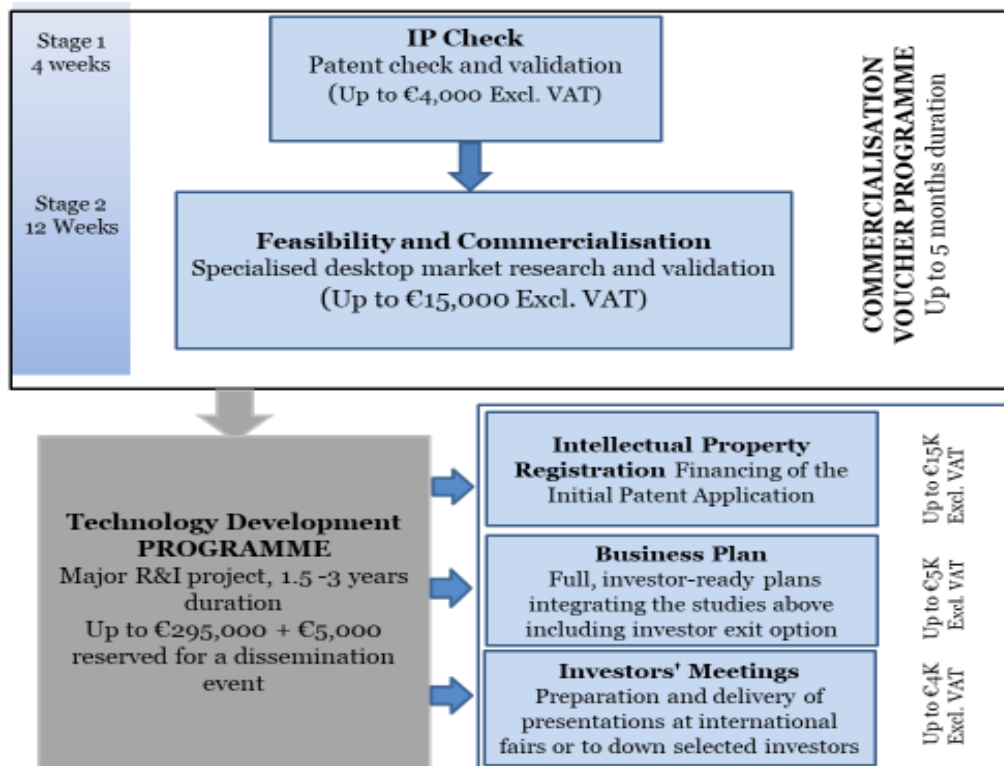 Stage 1
4 weeks
IP Check
Patent check and validation
(Up to €4,000 Excl. VAT)
Stage 2
12 Weeks
Feasibility and Commercialisation
Specialised desktop market research and validation
(Up to €15,000 Excl. VAT)
COMMERCIALISATION
VOUCHER PROGRAMME
Up to 5 months duration
Technology Development
PROGRAMME
Major R&I project, 1.5 -3 years
duration
Up to €295,000 + €5,000
reserved for a dissemination
event
Intellectual Property
Registration Financing of the
Initial Patent Application
Up to €15K
Excl. VAT
Business Plan
Full, investor-ready plans
integrating the studies above
including investor exit option
Up to €5K
Excl. VAT
Investors' Meetings
Preparation and delivery of
presentations at international
fairs or to down selected investors
Up to €4K
Excl. VAT